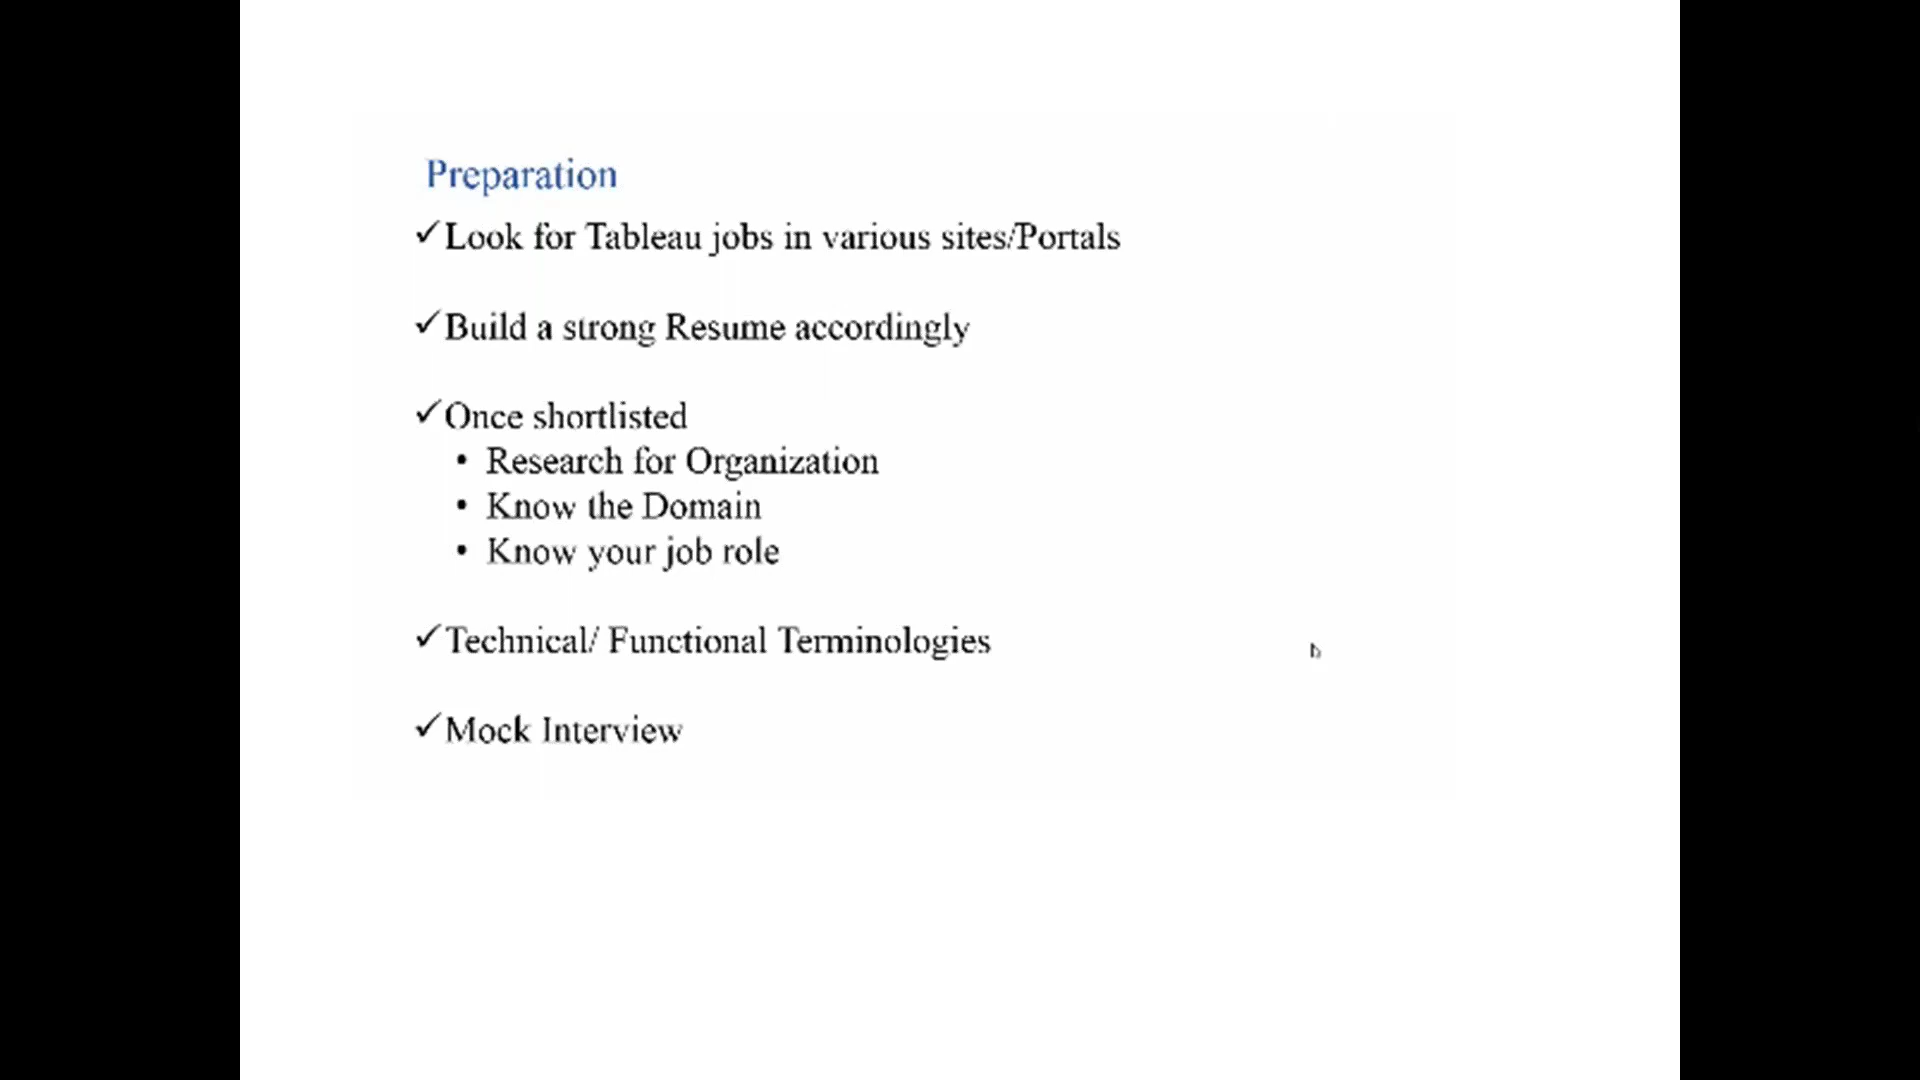 Preparation
✓Look for Tableau jobs in various sites/Portals
✓Build a strong Resume accordingly
✓Once shortlisted
• Research for Organization
• Know the Domain
• Know your job role
✓Technical/ Functional Terminologies
✓Mock Interview